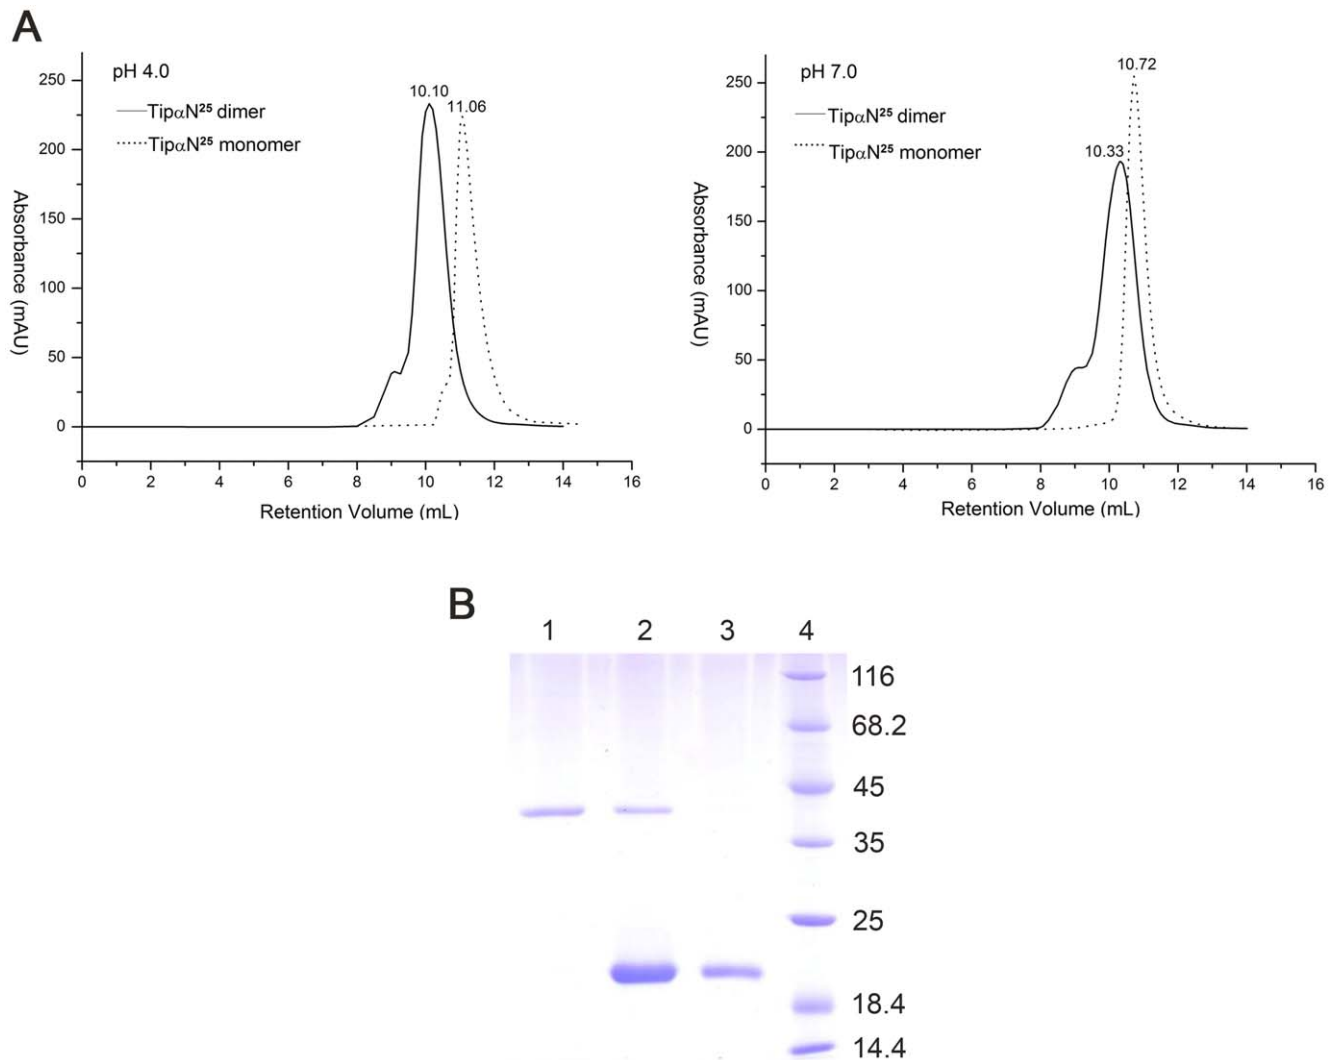 A
pH 4.0
TipαN²⁵ dimer
TipαN²⁵ monomer
10.10
11.06
250
200
150
100
50
0
Absorbance (mAU)
0 2 4 6 8 10 12 14 16
Retention Volume (mL)
pH 7.0
TipαN²⁵ dimer
TipαN²⁵ monomer
10.72
10.33
250
200
150
100
50
0
Absorbance (mAU)
0 2 4 6 8 10 12 14 16
Retention Volume (mL)
B
1 2 3 4
116
68.2
45
35
25
18.4
14.4